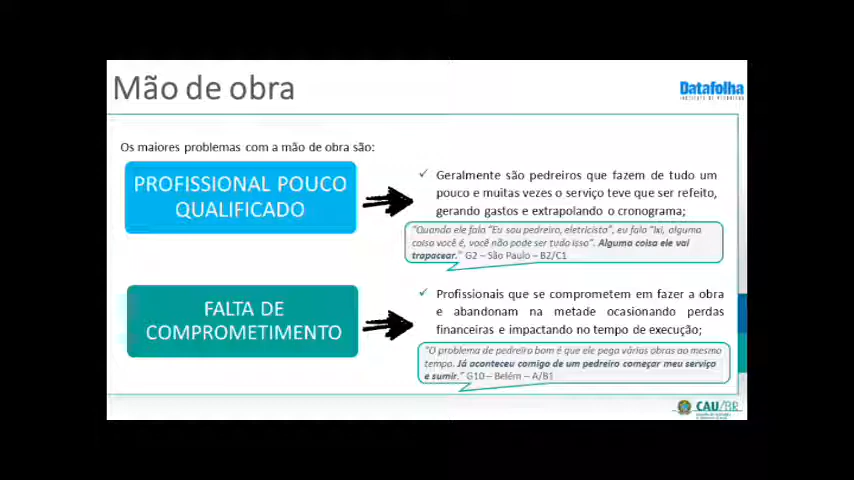 Mão de obra
Datafolha
INSTITUTO DE PESQUISAS
Os maiores problemas com a mão de obra são:
PROFISSIONAL POUCO
QUALIFICADO
✓ Geralmente são pedreiros que fazem de tudo um
pouco e muitas vezes o serviço teve que ser refeito,
gerando gastos e extrapolando o cronograma;
"Quando ele fala "Eu sou pedreiro, eletricista", eu falo "Ixi, alguma
coisa você é, você não pode ser tudo isso". Alguma coisa ele vai
trapacear." G2 – São Paulo – B2/C1
FALTA DE
COMPROMETIMENTO
✓ Profissionais que se comprometem em fazer a obra
e abandonam na metade ocasionando perdas
financeiras e impactando no tempo de execução;
"O problema de pedreiro bom é que ele pega várias obras ao mesmo
tempo. Já aconteceu comigo de um pedreiro começar meu serviço
e sumir." G10 – Belém – A/B1
CAU/BR